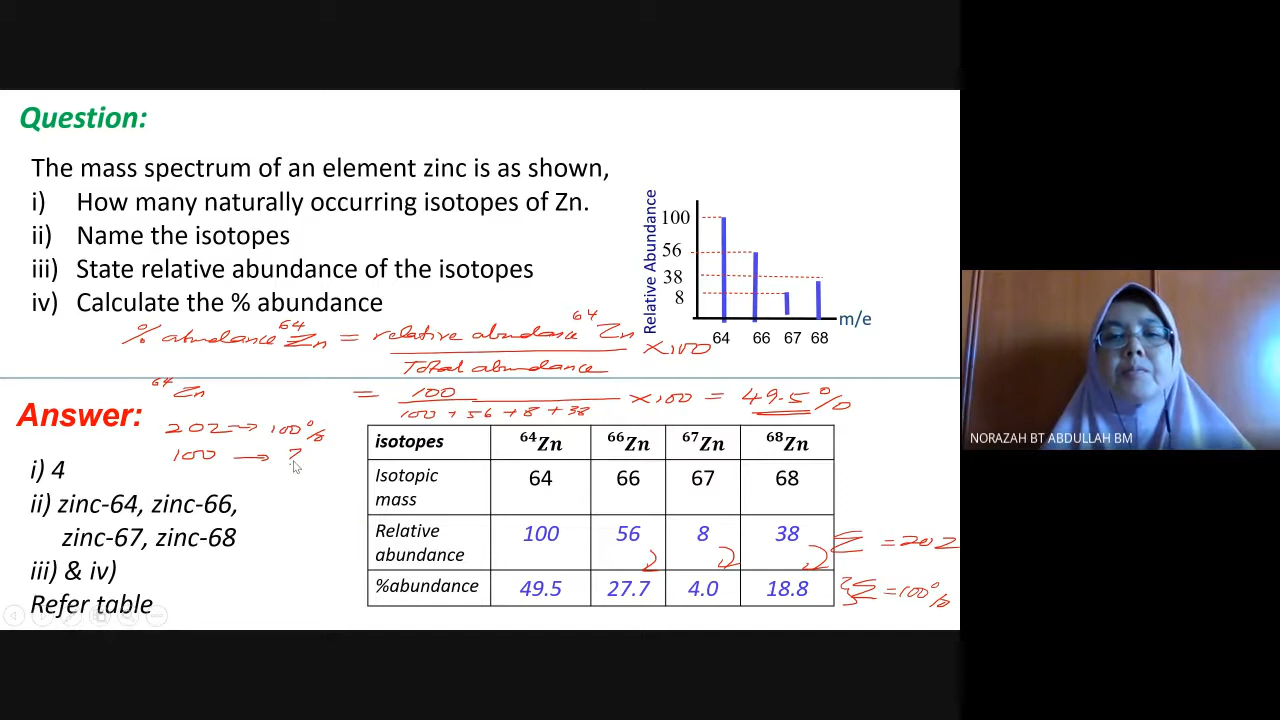 Question:
The mass spectrum of an element zinc is as shown,
i) How many naturally occurring isotopes of Zn.
ii) Name the isotopes
iii) State relative abundance of the isotopes
iv) Calculate the % abundance
Relative Abundance
100
56
38
8
64 66 67 68
m/e
% abundance ⁶⁴Zn = relative abundance ⁶⁴Zn
Total abundance
×100
⁶⁴Zn
= 100
100 + 56 + 8 + 38
×100 = 49.5 %
202 → 100%
100 → ?
Answer:
i) 4
ii) zinc-64, zinc-66,
zinc-67, zinc-68
iii) & iv)
Refer table
isotopes ⁶⁴Zn ⁶⁶Zn ⁶⁷Zn ⁶⁸Zn
Isotopic mass 64 66 67 68
Relative abundance 100 56 8 38
Σ = 202
%abundance 49.5 27.7 4.0 18.8
Σ = 100%
NORAZAH BT ABDULLAH BM